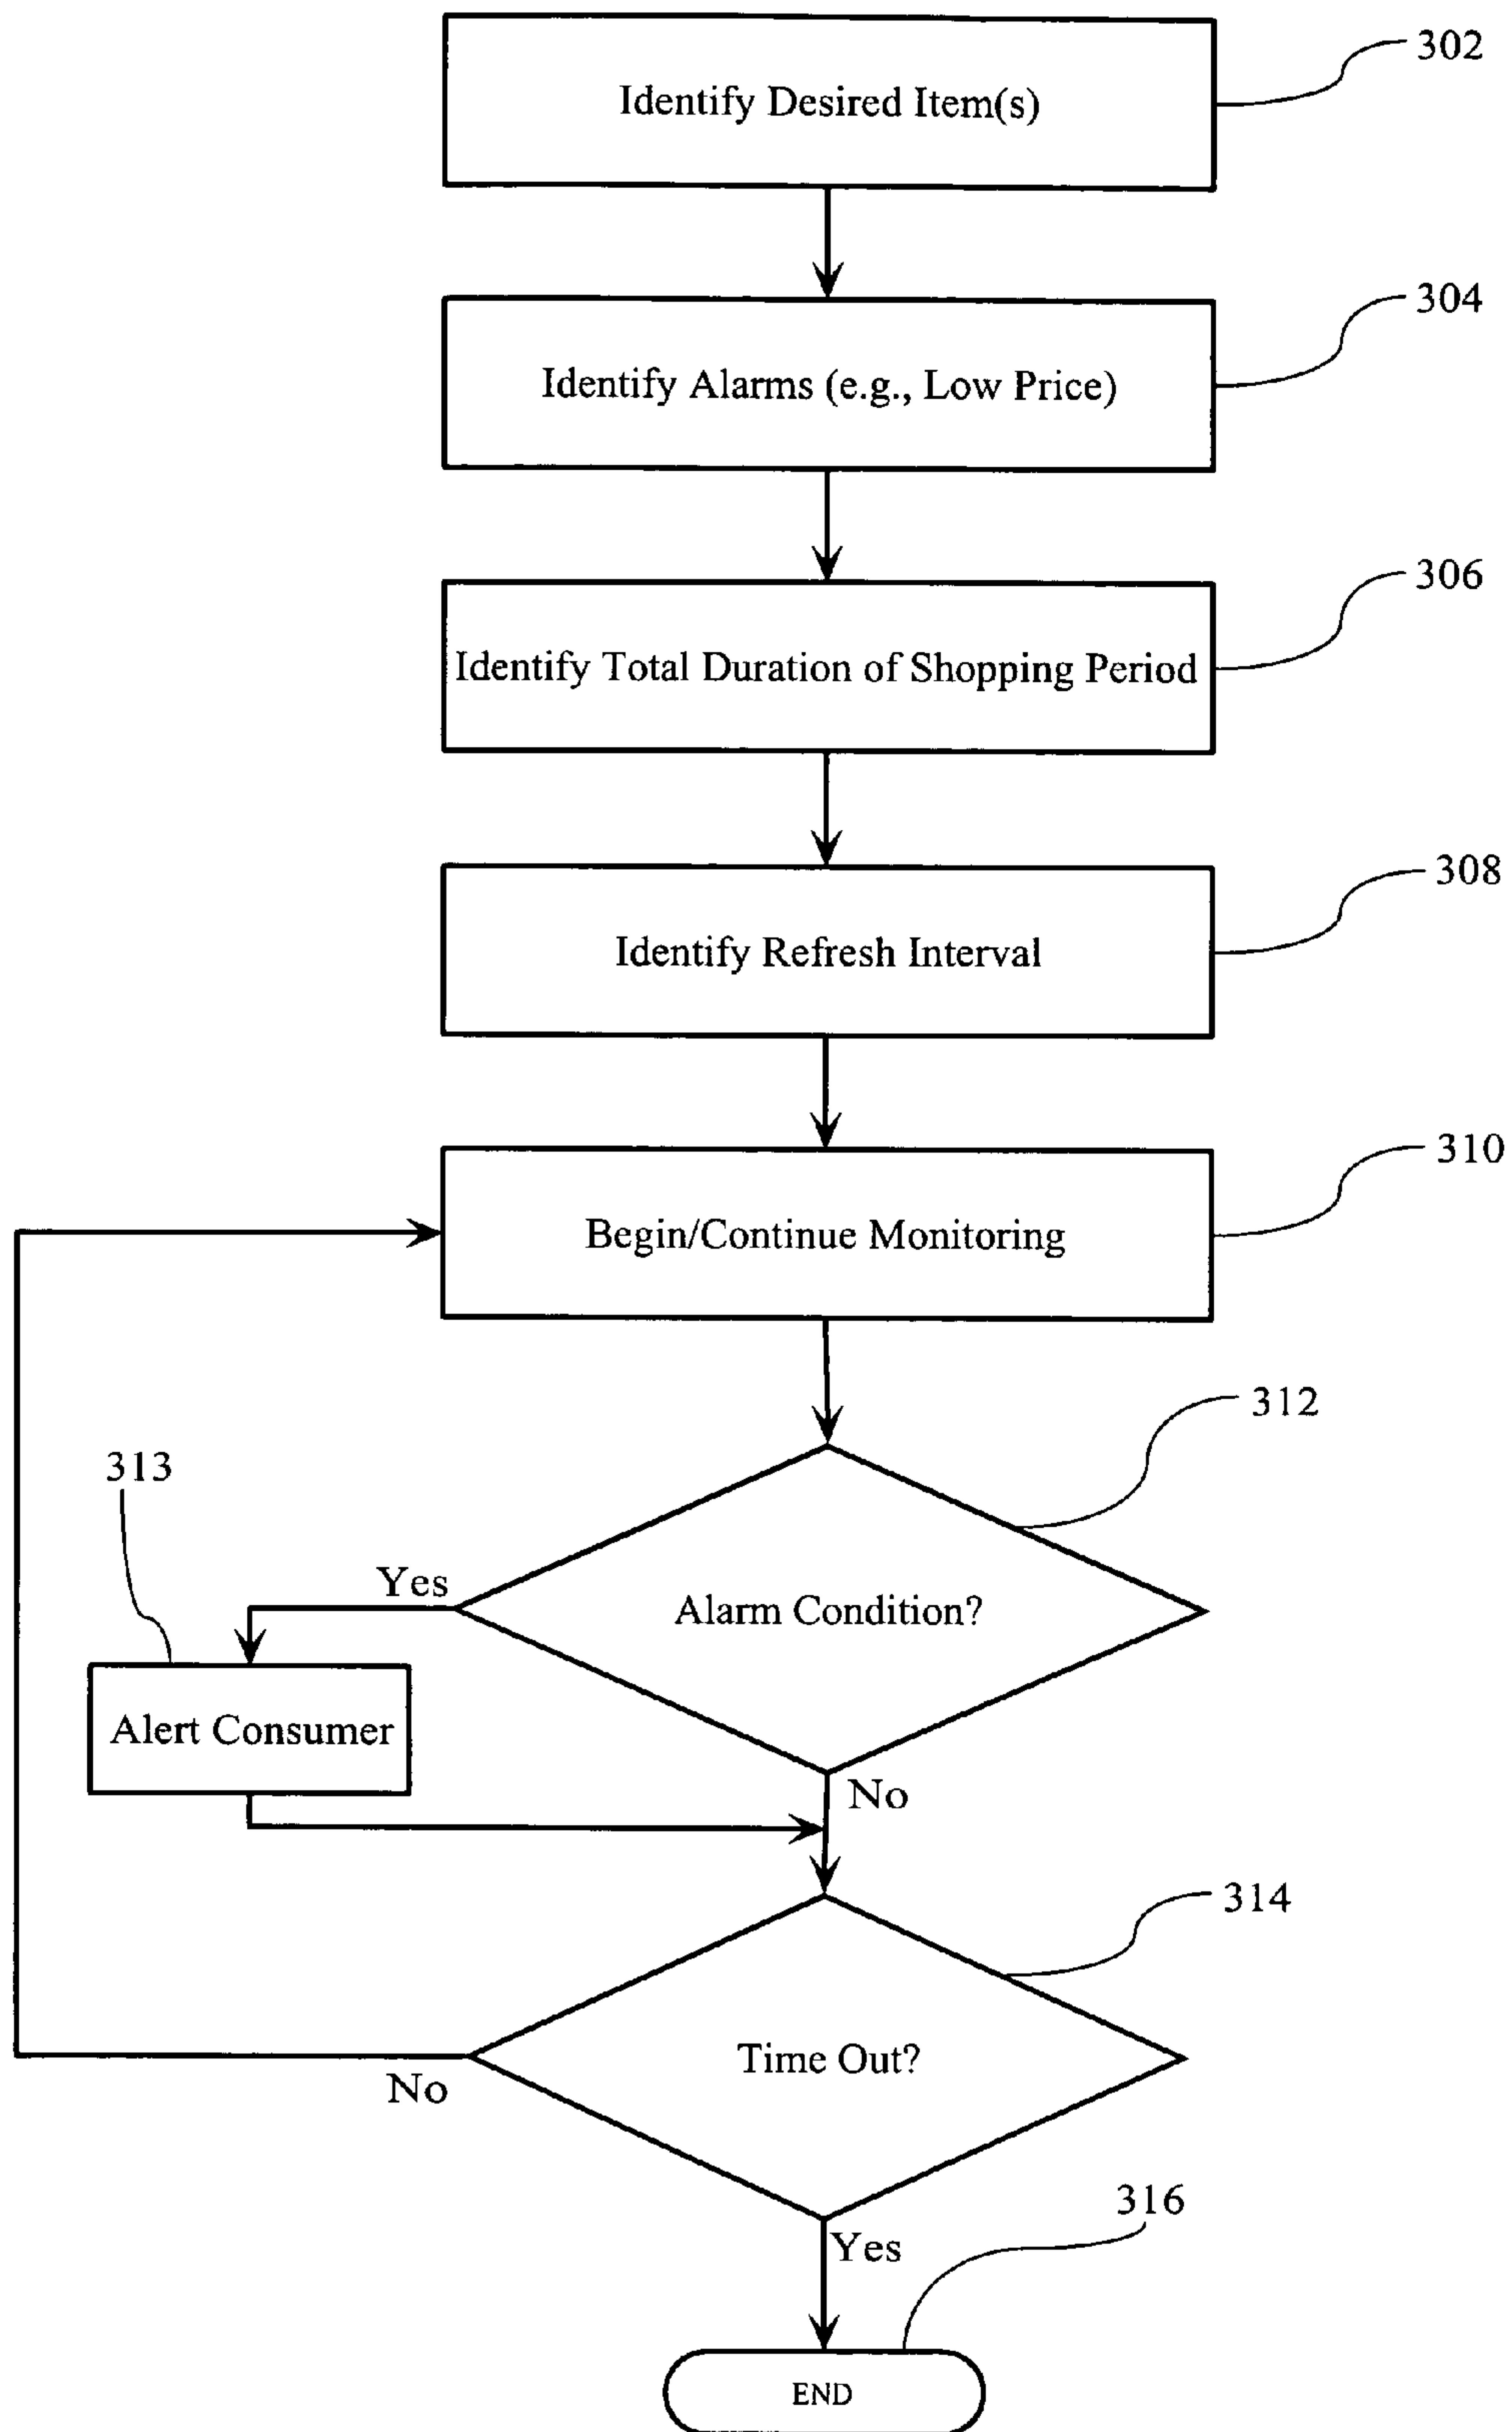 302
Identify Desired Item(s)
304
Identify Alarms (e.g., Low Price)
306
Identify Total Duration of Shopping Period
308
Identify Refresh Interval
310
Begin/Continue Monitoring
312
313
Yes
Alarm Condition?
Alert Consumer
No
314
Time Out?
No
316
Yes
END